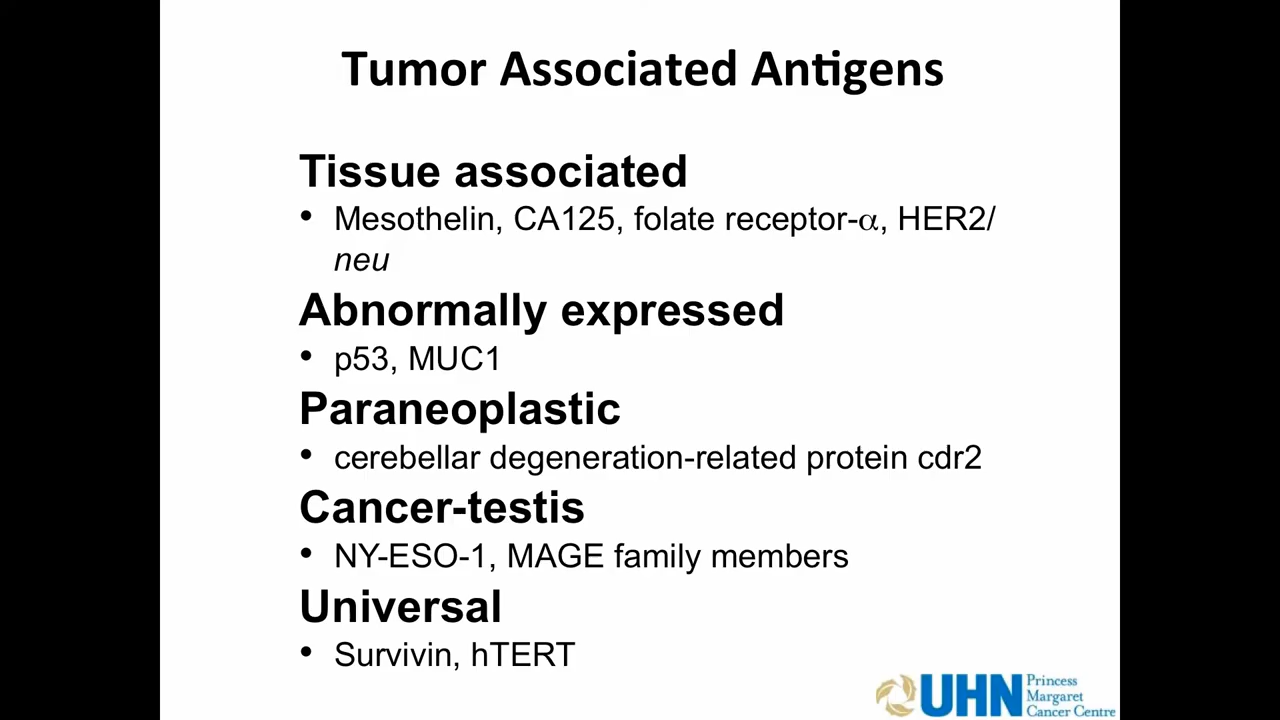 Tumor Associated Antigens
Tissue associated
• Mesothelin, CA125, folate receptor-α, HER2/
neu
Abnormally expressed
• p53, MUC1
Paraneoplastic
• cerebellar degeneration-related protein cdr2
Cancer-testis
• NY-ESO-1, MAGE family members
Universal
• Survivin, hTERT
UHN
Princess
Margaret
Cancer Centre